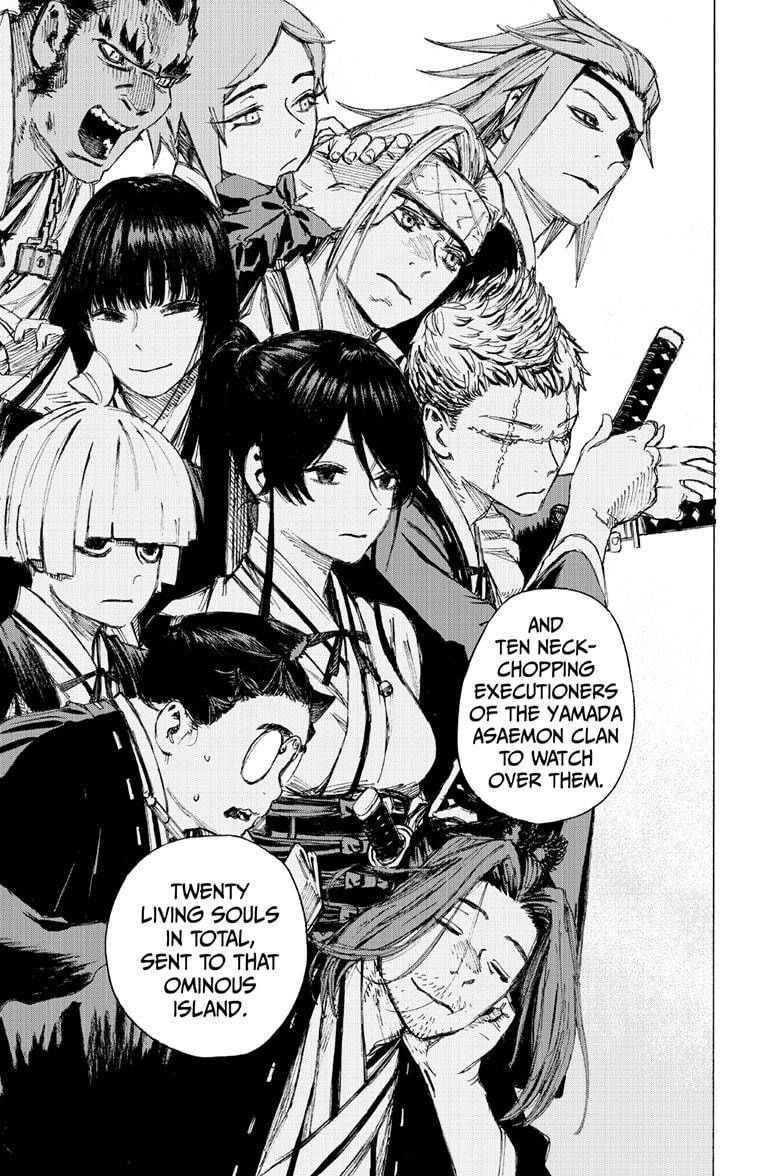 AND
TEN NECK-
CHOPPING
EXECUTIONERS
OF THE YAMADA
ASAEMON CLAN
TO WATCH
OVER THEM.
TWENTY
LIVING SOULS
IN TOTAL,
SENT TO THAT
OMINOUS
ISLAND.